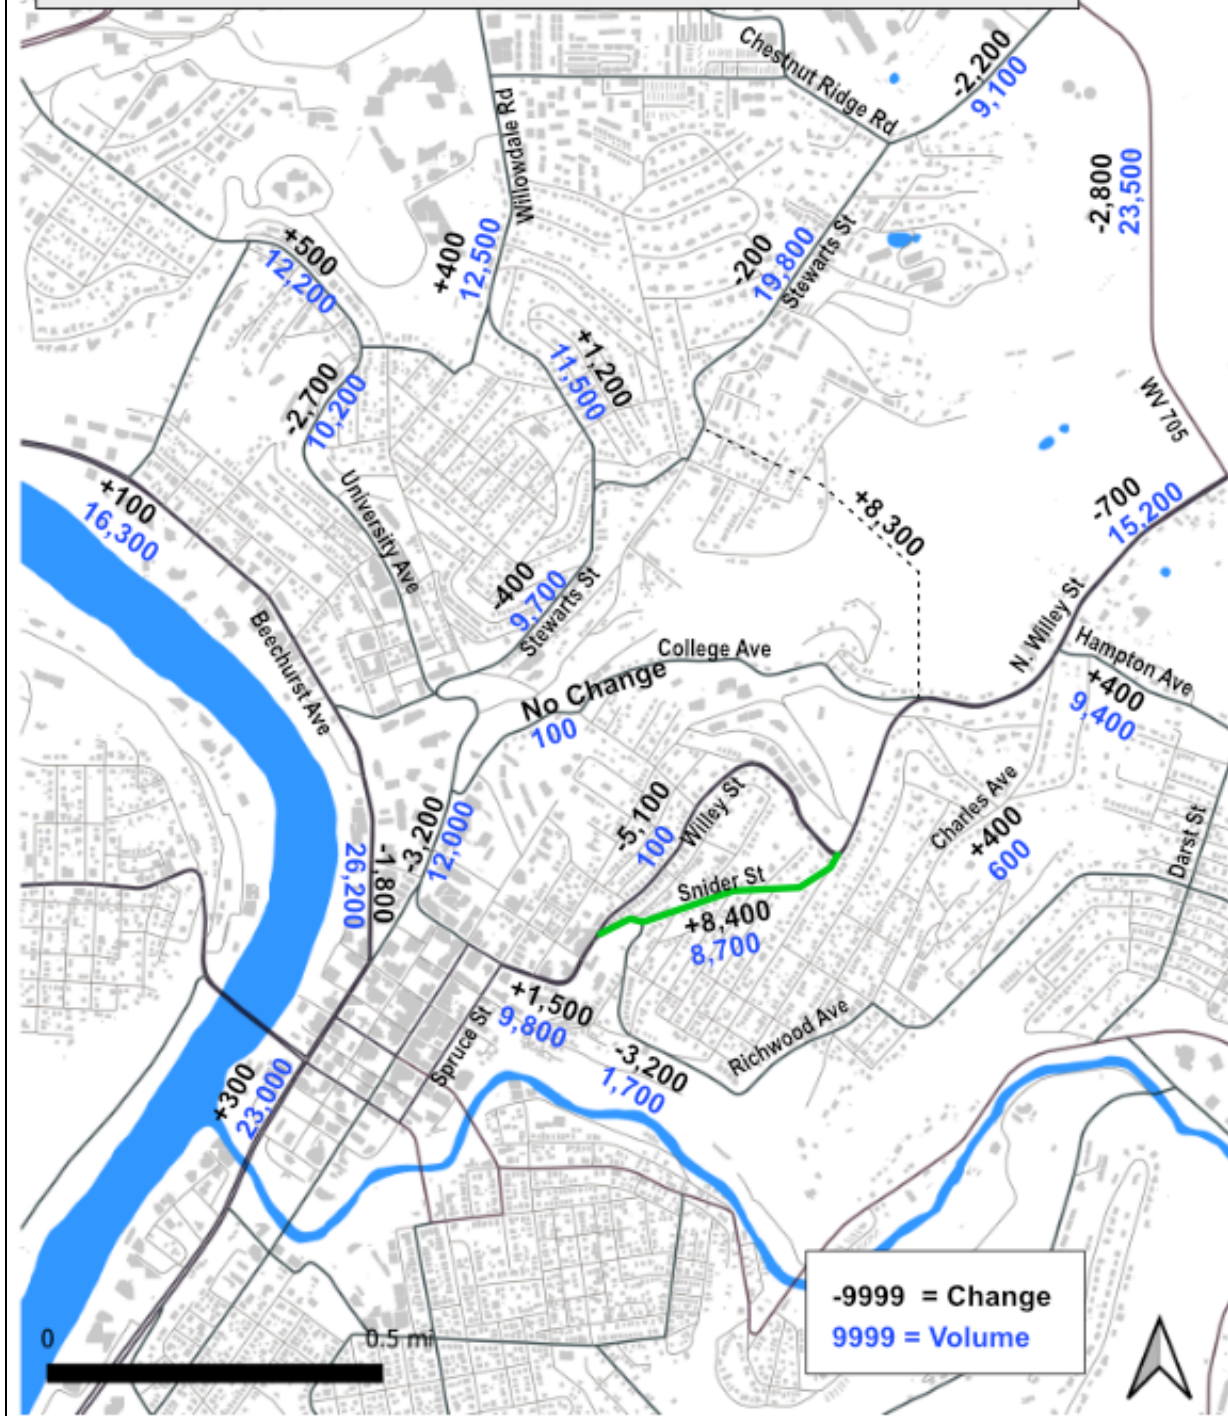 Chestnut Ridge Rd
-2,200
9,100
Willowdale Rd
-2,800
23,500
+500
12,200
+400
12,500
-200
19,800
Stewarts St
+1,200
11,500
-2,700
10,200
WV 705
+100
16,300
University Ave
+8,300
-700
15,200
-400
9,700
Stewarts St
Beechurst Ave
College Ave
No Change
100
N. Willey St
Hampton Ave
+400
9,400
-5,100
100
Willey St
-3,200
12,000
-1,800
26,200
Charles Ave
+400
600
Darst St
Snider St
+8,400
8,700
+1,500
9,800
Spruce St
Richwood Ave
-3,200
1,700
+300
23,000
-9999 = Change
9999 = Volume
0 0.5 mi